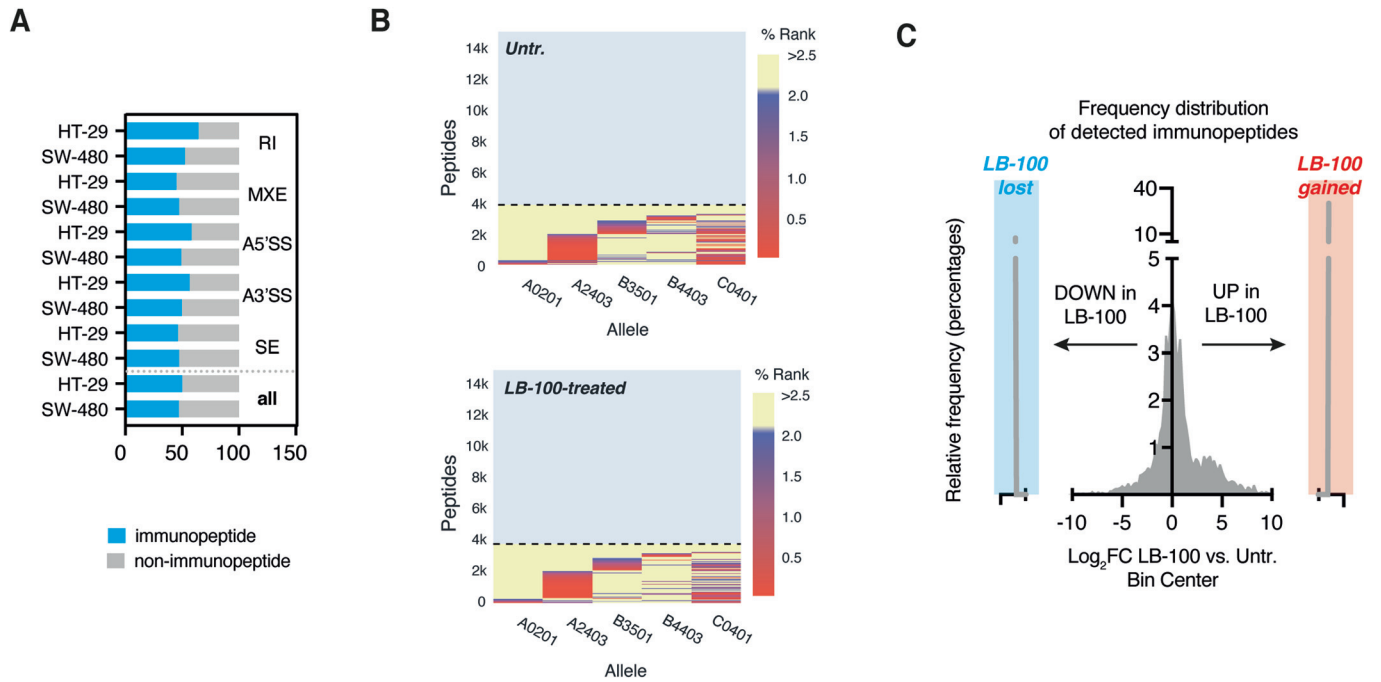 A
HT-29
SW-480
RI
HT-29
SW-480
MXE
HT-29
SW-480
A5'SS
HT-29
SW-480
A3'SS
HT-29
SW-480
SE
HT-29
SW-480
all
0 50 100 150
immunopeptide
non-immunopeptide
B
Untr.
Peptides
14k
12k
10k
8k
6k
4k
2k
0
A0201 A2403 B3501 B4403 C0401
Allele
% Rank
>2.5
2.0
1.5
1.0
0.5
LB-100-treated
Peptides
14k
12k
10k
8k
6k
4k
2k
0
A0201 A2403 B3501 B4403 C0401
Allele
% Rank
>2.5
2.0
1.5
1.0
0.5
C
Frequency distribution
of detected immunopeptides
LB-100
lost
LB-100
gained
Relative frequency (percentages)
40
10
5
4
3
2
1
DOWN in
LB-100
UP in
LB-100
-10 -5 0 5 10
Log₂FC LB-100 vs. Untr.
Bin Center